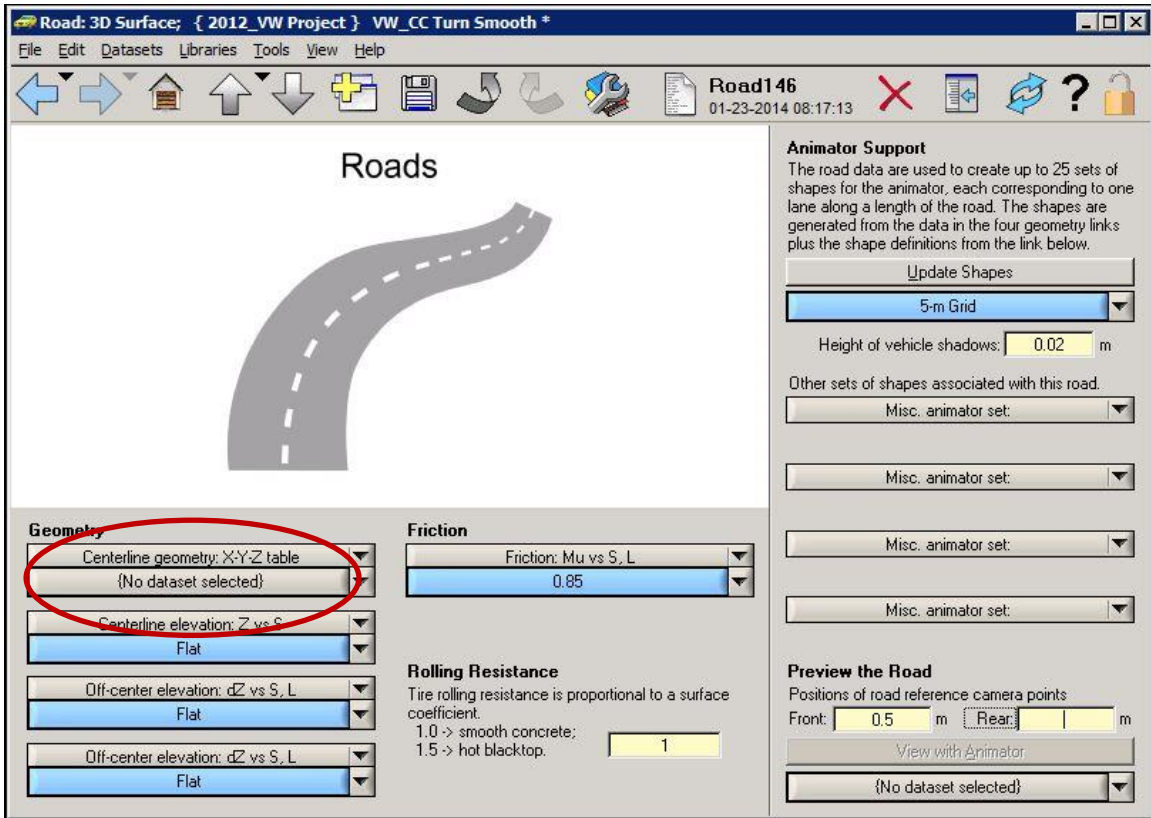 Road: 3D Surface; { 2012_VW Project } VW_CC Turn Smooth *
File Edit Datasets Libraries Tools View Help
Road146
01-23-2014 08:17:13
Roads
Animator Support
The road data are used to create up to 25 sets of
shapes for the animator, each corresponding to one
lane along a length of the road. The shapes are
generated from the data in the four geometry links
plus the shape definitions from the link below.
Update Shapes
5-m Grid
Height of vehicle shadows: 0.02 m
Other sets of shapes associated with this road.
Misc. animator set:
Misc. animator set:
Misc. animator set:
Misc. animator set:
Geometry
Centerline geometry: X-Y-Z table
{No dataset selected}
Centerline elevation: Z vs S
Flat
Off-center elevation: dZ vs S, L
Flat
Off-center elevation: dZ vs S, L
Flat
Friction
Friction: Mu vs S, L
0.85
Rolling Resistance
Tire rolling resistance is proportional to a surface
coefficient.
1.0 -> smooth concrete;
1.5 -> hot blacktop.
1
Preview the Road
Positions of road reference camera points
Front: 0.5 m Rear: m
View with Animator
{No dataset selected}